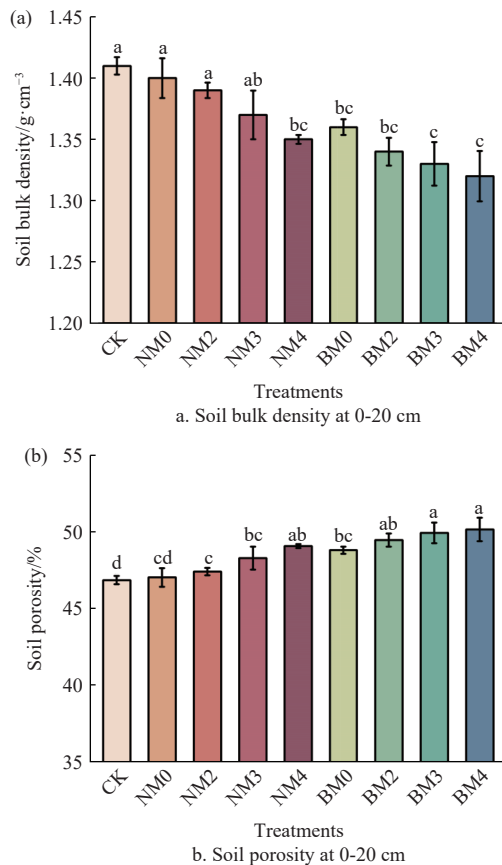 (a)
1.45
1.40
1.35
1.30
1.25
1.20
Soil bulk density/g·cm⁻³
a a a ab bc bc bc c c
CK NM0 NM2 NM3 NM4 BM0 BM2 BM3 BM4
Treatments
a. Soil bulk density at 0-20 cm
(b)
55
50
45
40
35
Soil porosity/%
d cd c bc ab bc ab a a
CK NM0 NM2 NM3 NM4 BM0 BM2 BM3 BM4
Treatments
b. Soil porosity at 0-20 cm